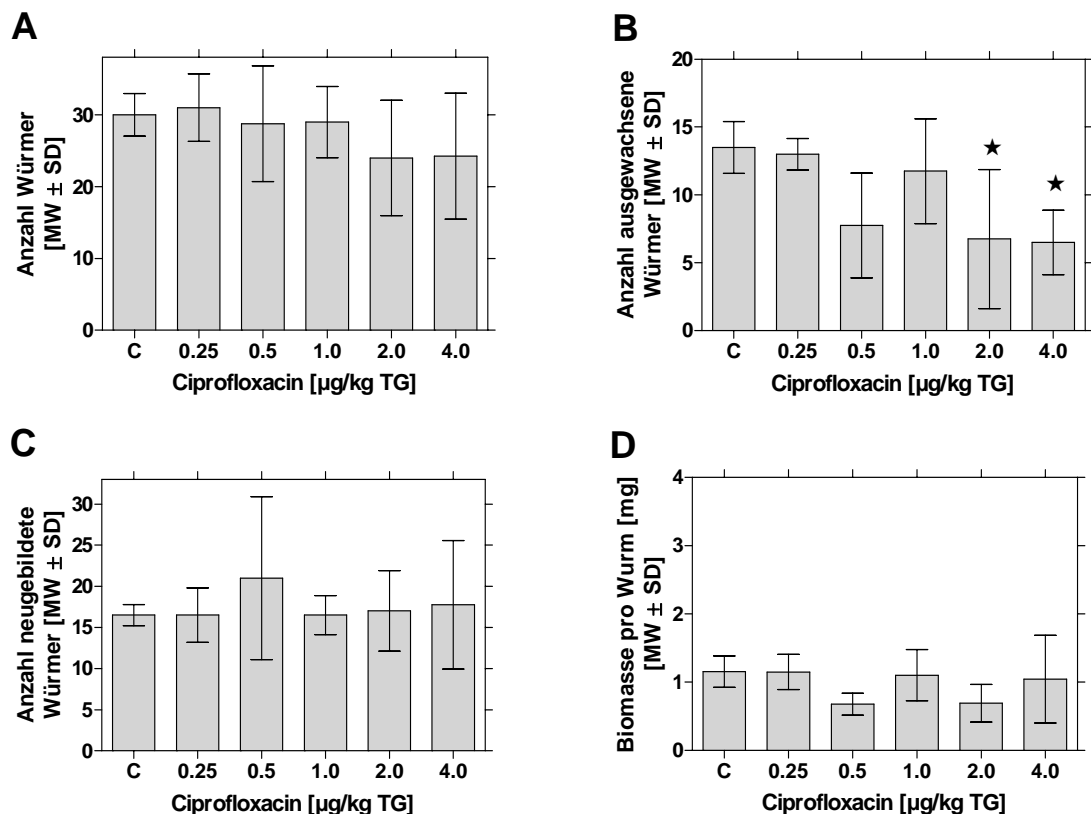 A
Anzahl Würmer
[MW ± SD]
30
20
10
0
C 0.25 0.5 1.0 2.0 4.0
Ciprofloxacin [µg/kg TG]
B
Anzahl ausgewachsene
Würmer [MW ± SD]
20
15
10
5
0
★
★
C 0.25 0.5 1.0 2.0 4.0
Ciprofloxacin [µg/kg TG]
C
Anzahl neugebildete
Würmer [MW ± SD]
30
25
20
15
10
5
0
C 0.25 0.5 1.0 2.0 4.0
Ciprofloxacin [µg/kg TG]
D
Biomasse pro Wurm [mg]
[MW ± SD]
4
3
2
1
0
C 0.25 0.5 1.0 2.0 4.0
Ciprofloxacin [µg/kg TG]